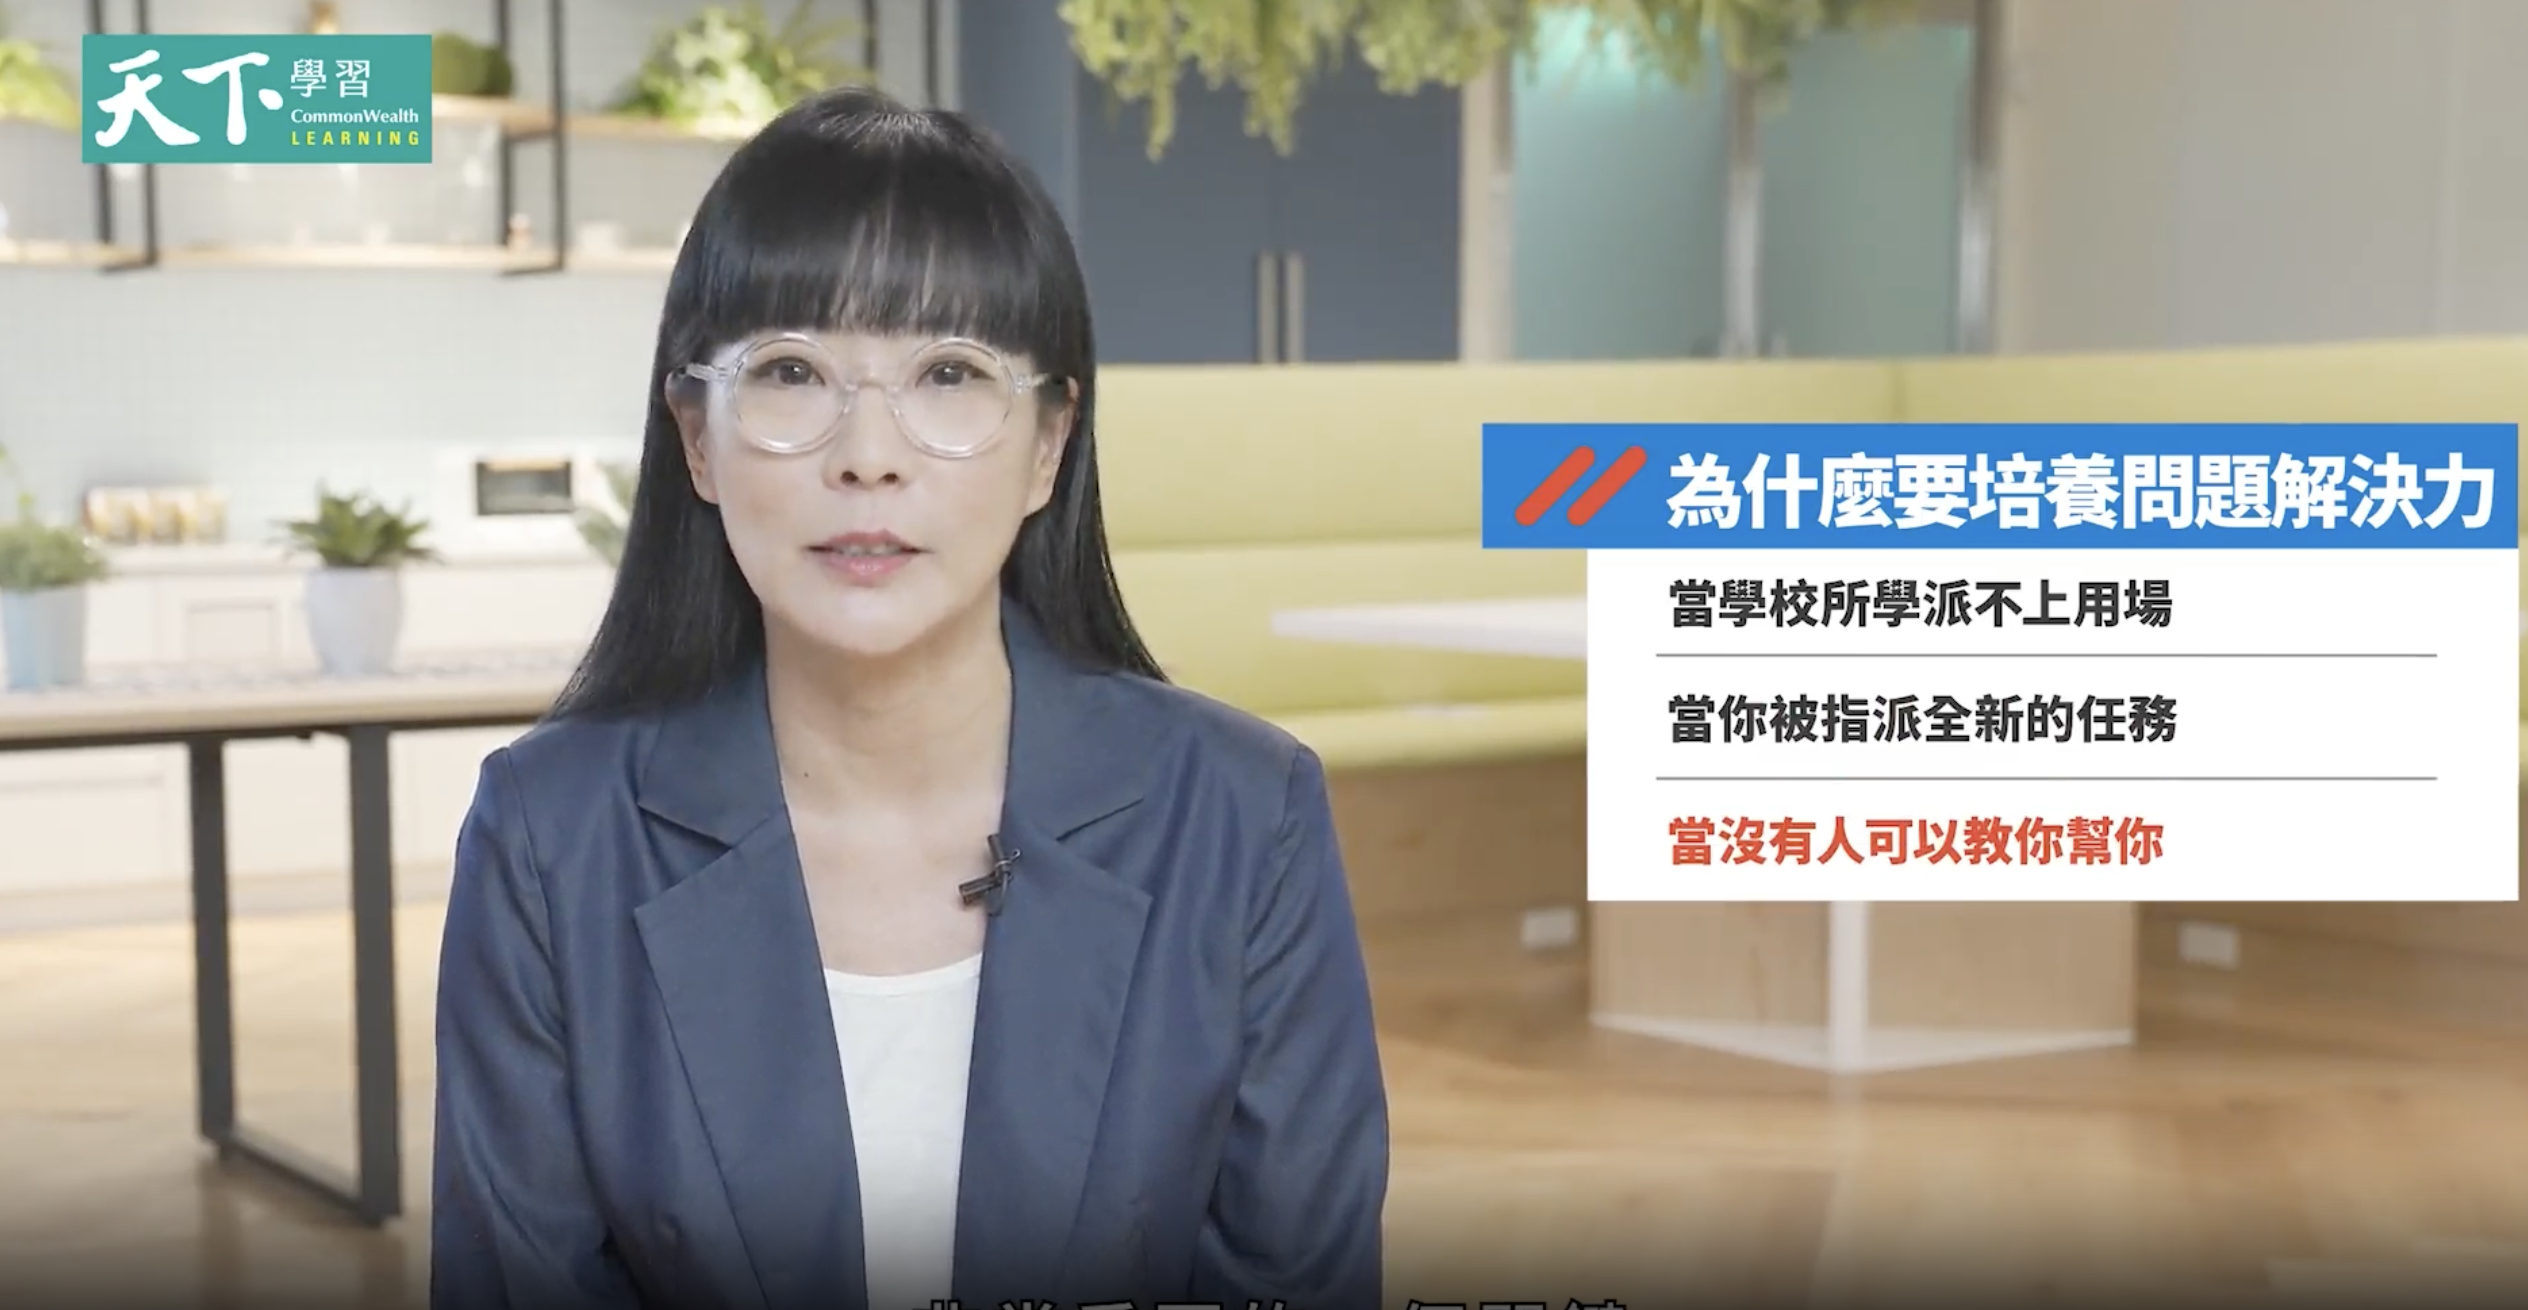 天下 學習
CommonWealth
LEARNING
為什麼要培養問題解決力
當學校所學派不上用場
當你被指派全新的任務
當沒有人可以教你幫你